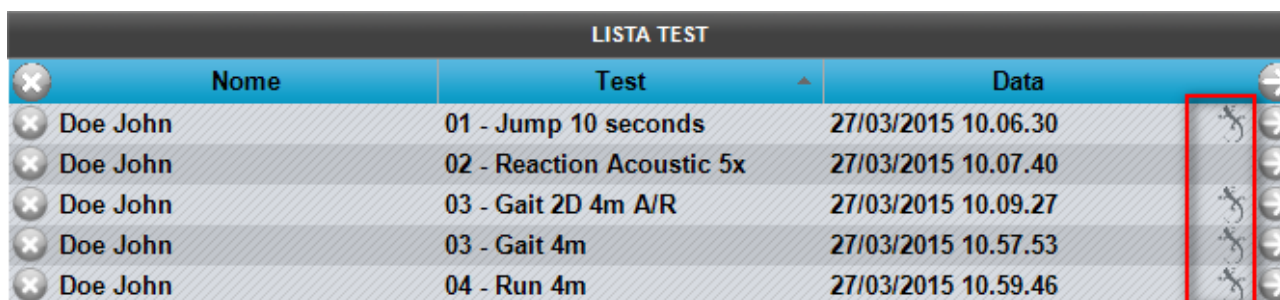 LISTA TEST
Nome Test Data
Doe John 01 - Jump 10 seconds 27/03/2015 10.06.30
Doe John 02 - Reaction Acoustic 5x 27/03/2015 10.07.40
Doe John 03 - Gait 2D 4m A/R 27/03/2015 10.09.27
Doe John 03 - Gait 4m 27/03/2015 10.57.53
Doe John 04 - Run 4m 27/03/2015 10.59.46